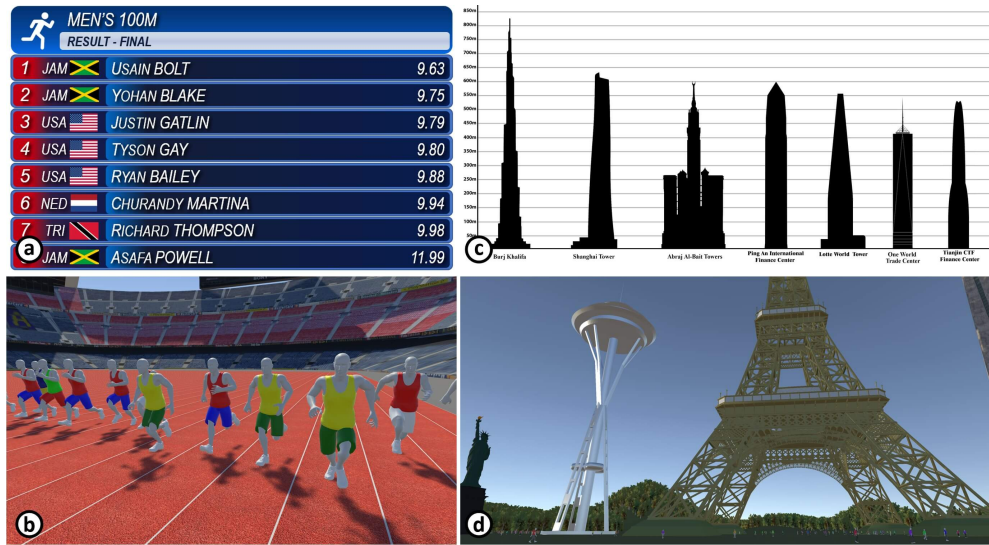 MEN'S 100M
RESULT - FINAL
1 JAM USAIN BOLT 9.63
2 JAM YOHAN BLAKE 9.75
3 USA JUSTIN GATLIN 9.79
4 USA TYSON GAY 9.80
5 USA RYAN BAILEY 9.88
6 NED CHURANDY MARTINA 9.94
7 TRI RICHARD THOMPSON 9.98
JAM ASAFA POWELL 11.99
a
850m
800m
750m
700m
650m
600m
550m
500m
450m
400m
350m
300m
250m
200m
150m
100m
50m
Burj Khalifa
Shanghai Tower
Abraj Al-Bait Towers
Ping An International
Finance Center
Lotte World Tower
One World
Trade Center
Tianjin CTF
Finance Center
c
b
d